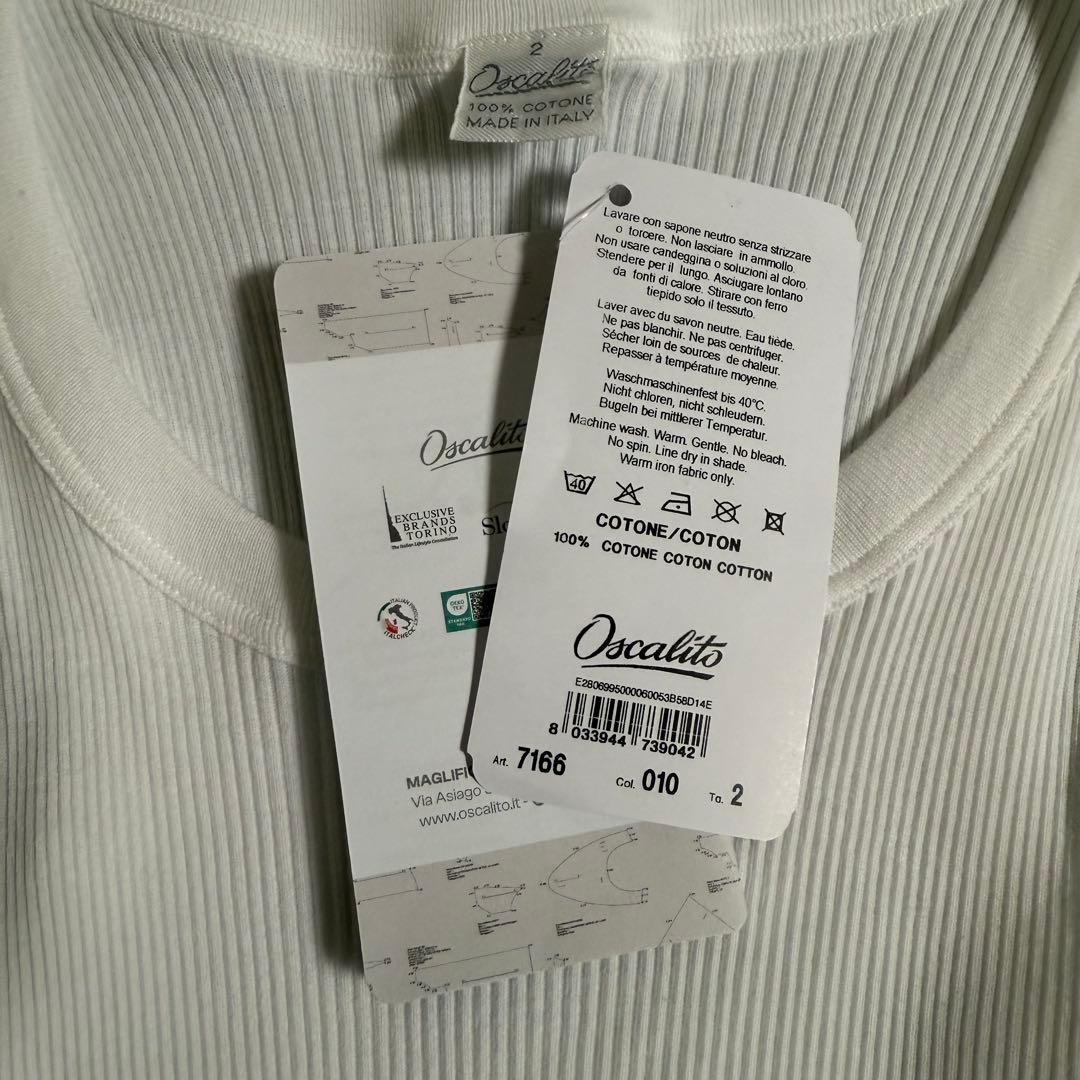 2
Oscalito
100% COTONE
MADE IN ITALY
Lavare con sapone neutro senza strizzare
o torcere. Non lasciare in ammollo.
Non usare candeggina o soluzioni al cloro.
Stendere per il lungo. Asciugare lontano
da fonti di calore. Stirare con ferro
tiepido solo il tessuto.
Laver avec du savon neutre. Eau tiède.
Ne pas blanchir. Ne pas centrifuger.
Sécher loin de sources de chaleur.
Repasser à température moyenne.
Waschmaschinenfest bis 40°C.
Nicht chloren, nicht schleudern.
Bugeln bei mittlerer Temperatur.
Machine wash. Warm. Gentle. No bleach.
No spin. Line dry in shade.
Warm iron fabric only.
40
COTONE/COTON
100% COTONE COTON COTTON
Oscalito
E2806995000060053B58D14E
8 033944 739042
Art. 7166 Col. 010 Ta. 2
Oscalito
EXCLUSIVE
BRANDS
TORINO
The Italian Lifestyle Constellation
ITALIAN PRODUCT
ITALCHECK
OEKO
TEX
STANDARD
100
MAGLIFI
Via Asiago
www.oscalito.it -